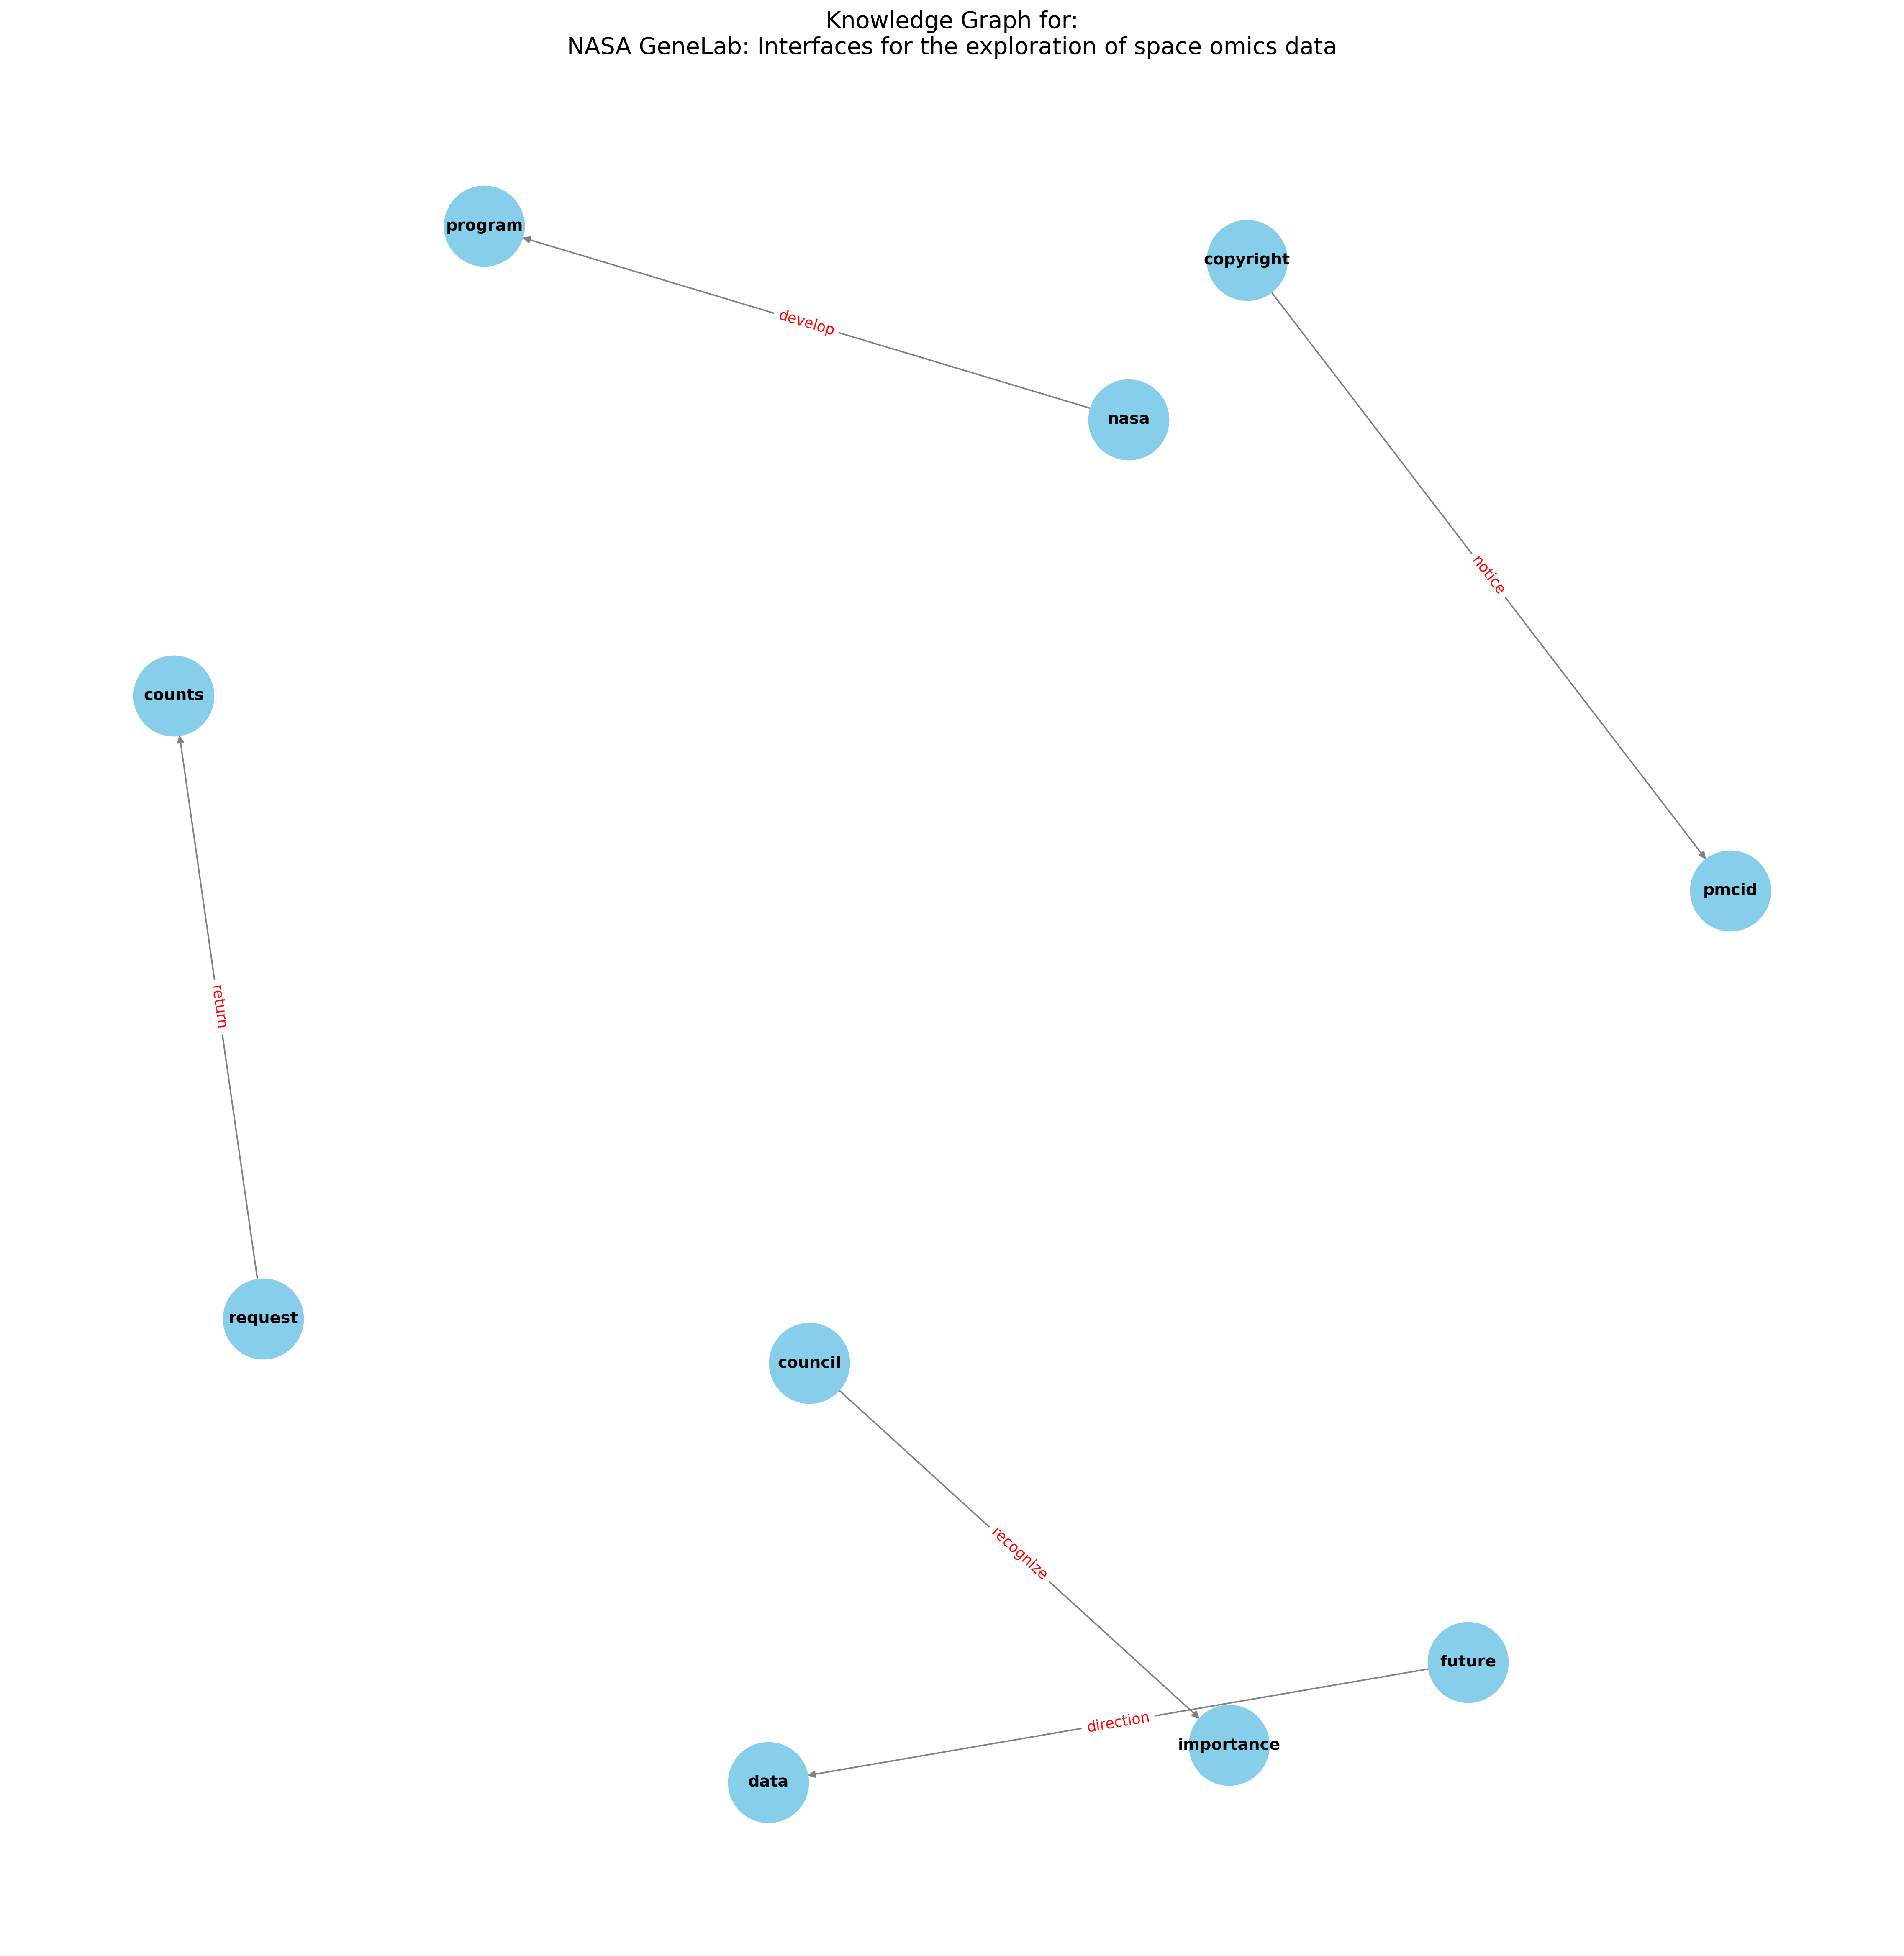 Knowledge Graph for:
NASA GeneLab: Interfaces for the exploration of space omics data
program
copyright
develop
nasa
notice
counts
pmcid
return
request
council
recognize
future
direction
importance
data